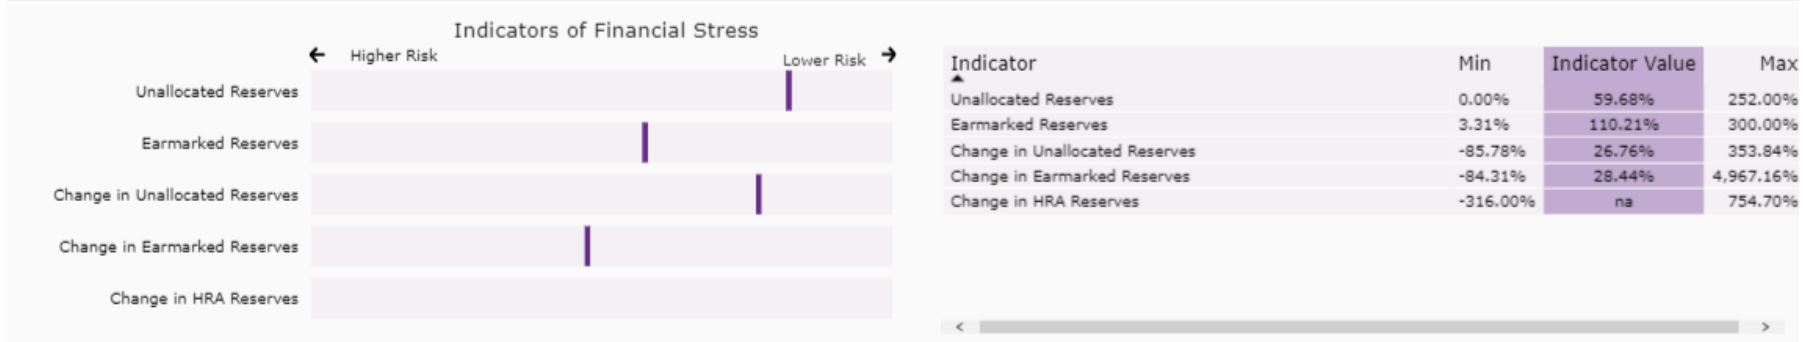 Indicators of Financial Stress
← Higher Risk Lower Risk →
Unallocated Reserves
Earmarked Reserves
Change in Unallocated Reserves
Change in Earmarked Reserves
Change in HRA Reserves
Indicator Min Indicator Value Max
Unallocated Reserves 0.00% 59.68% 252.00%
Earmarked Reserves 3.31% 110.21% 300.00%
Change in Unallocated Reserves -85.78% 26.76% 353.84%
Change in Earmarked Reserves -84.31% 28.44% 4,967.16%
Change in HRA Reserves -316.00% na 754.70%